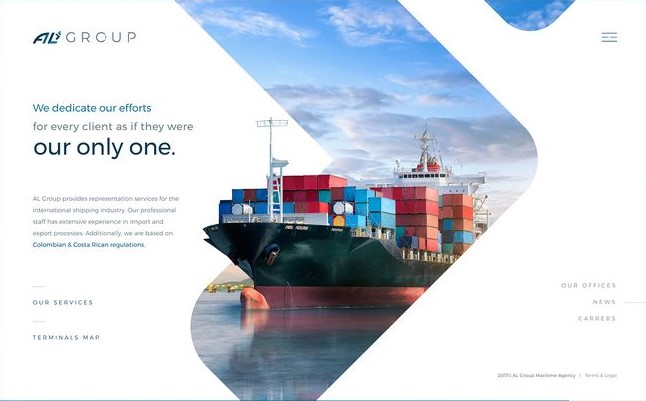 AL GROUP
We dedicate our efforts
for every client as if they were
our only one.
AL Group provides representation services for the
international shipping industry. Our professional
staff has extensive experience in import and
export processes. Additionally, we are based on
Colombian & Costa Rican regulations.
OUR SERVICES
TERMINALS MAP
OUR OFFICES
NEWS
CARRERS
2017© AL Group Maritime Agency | Terms & Legal